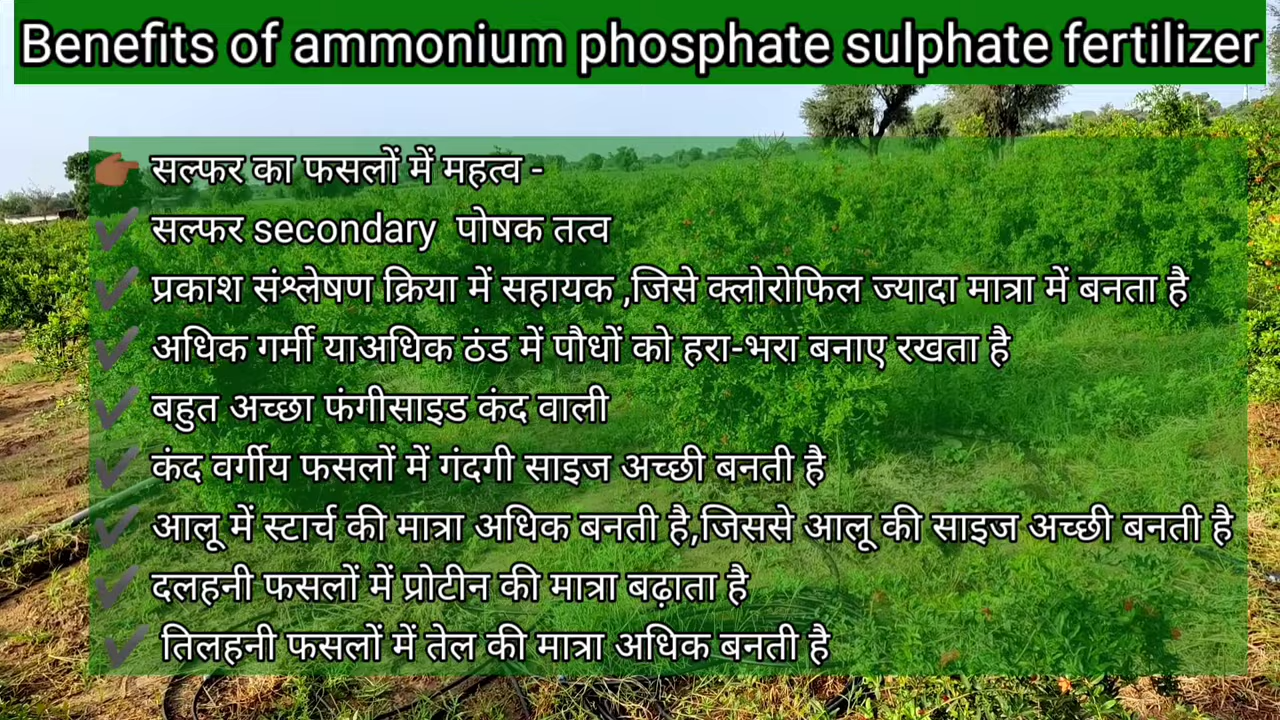 Benefits of ammonium phosphate sulphate fertilizer
👉 सल्फर का फसलों में महत्व -
✔ सल्फर secondary पोषक तत्व
✔ प्रकाश संश्लेषण क्रिया में सहायक ,जिसे क्लोरोफिल ज्यादा मात्रा में बनता है
✔ अधिक गर्मी याअधिक ठंड में पौधों को हरा-भरा बनाए रखता है
✔ बहुत अच्छा फंगीसाइड कंद वाली
✔ कंद वर्गीय फसलों में गंदगी साइज अच्छी बनती है
✔ आलू में स्टार्च की मात्रा अधिक बनती है,जिससे आलू की साइज अच्छी बनती है
✔ दलहनी फसलों में प्रोटीन की मात्रा बढ़ाता है
✔ तिलहनी फसलों में तेल की मात्रा अधिक बनती है